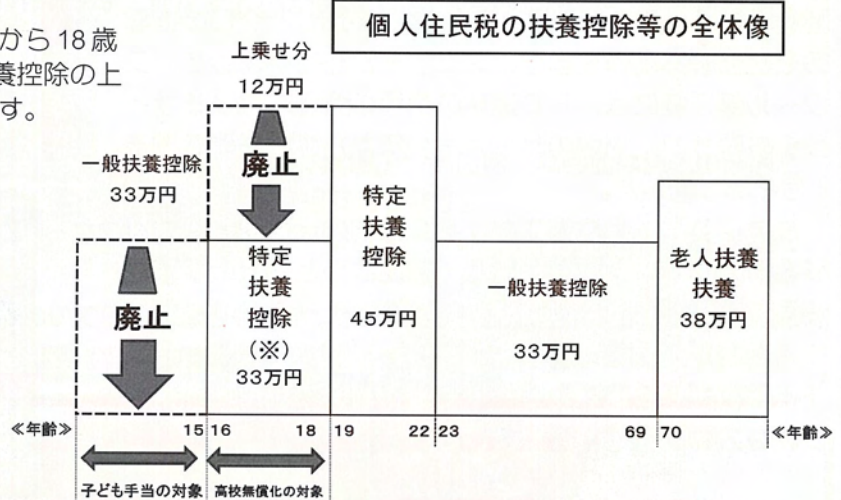 個人住民税の扶養控除等の全体像
から18歳
養控除の上
す。
上乗せ分
12万円
一般扶養控除
33万円
廃止
廃止
特定
扶養
控除
(※)
33万円
特定
扶養
控除
45万円
一般扶養控除
33万円
老人扶養
扶養
38万円
≪年齢≫
15
16
18
19
22
23
69
70
≪年齢≫
子ども手当の対象
高校無償化の対象